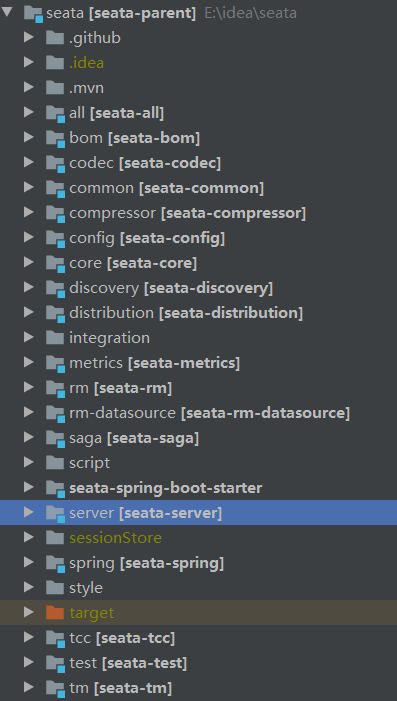 seata [seata-parent] E:\idea\seata
.github
.idea
.mvn
all [seata-all]
bom [seata-bom]
codec [seata-codec]
common [seata-common]
compressor [seata-compressor]
config [seata-config]
core [seata-core]
discovery [seata-discovery]
distribution [seata-distribution]
integration
metrics [seata-metrics]
rm [seata-rm]
rm-datasource [seata-rm-datasource]
saga [seata-saga]
script
seata-spring-boot-starter
server [seata-server]
sessionStore
spring [seata-spring]
style
target
tcc [seata-tcc]
test [seata-test]
tm [seata-tm]